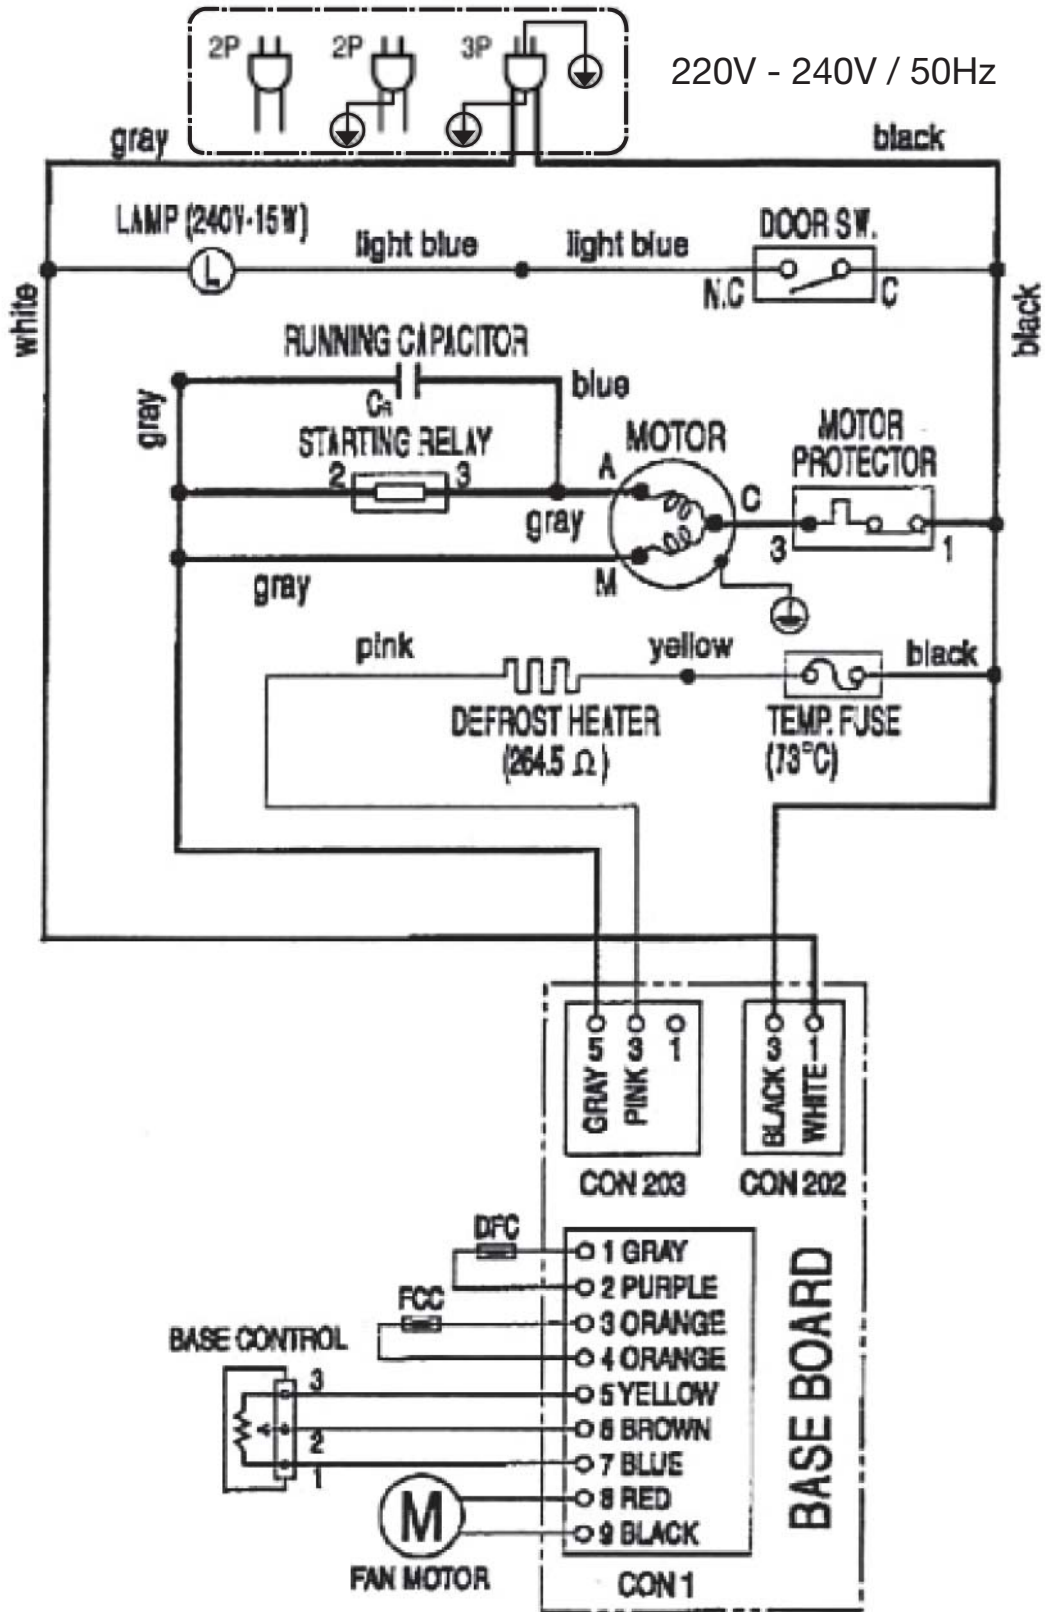 2P 2P 3P
220V - 240V / 50Hz
gray
black
LAMP (240V-15W)
light blue
light blue
DOOR SW.
N.C
C
white
black
RUNNING CAPACITOR
CR
blue
gray
STARTING RELAY
2
3
MOTOR
A
C
M
MOTOR
PROTECTOR
3
1
gray
gray
pink
yellow
black
DEFROST HEATER
(264.5 Ω)
TEMP. FUSE
(73°C)
5 3 1
GRAY
PINK
3 1
BLACK
WHITE
CON 203
CON 202
DFC
FCC
BASE CONTROL
3
2
1
M
FAN MOTOR
1 GRAY
2 PURPLE
3 ORANGE
4 ORANGE
5 YELLOW
6 BROWN
7 BLUE
8 RED
9 BLACK
CON 1
BASE BOARD
L